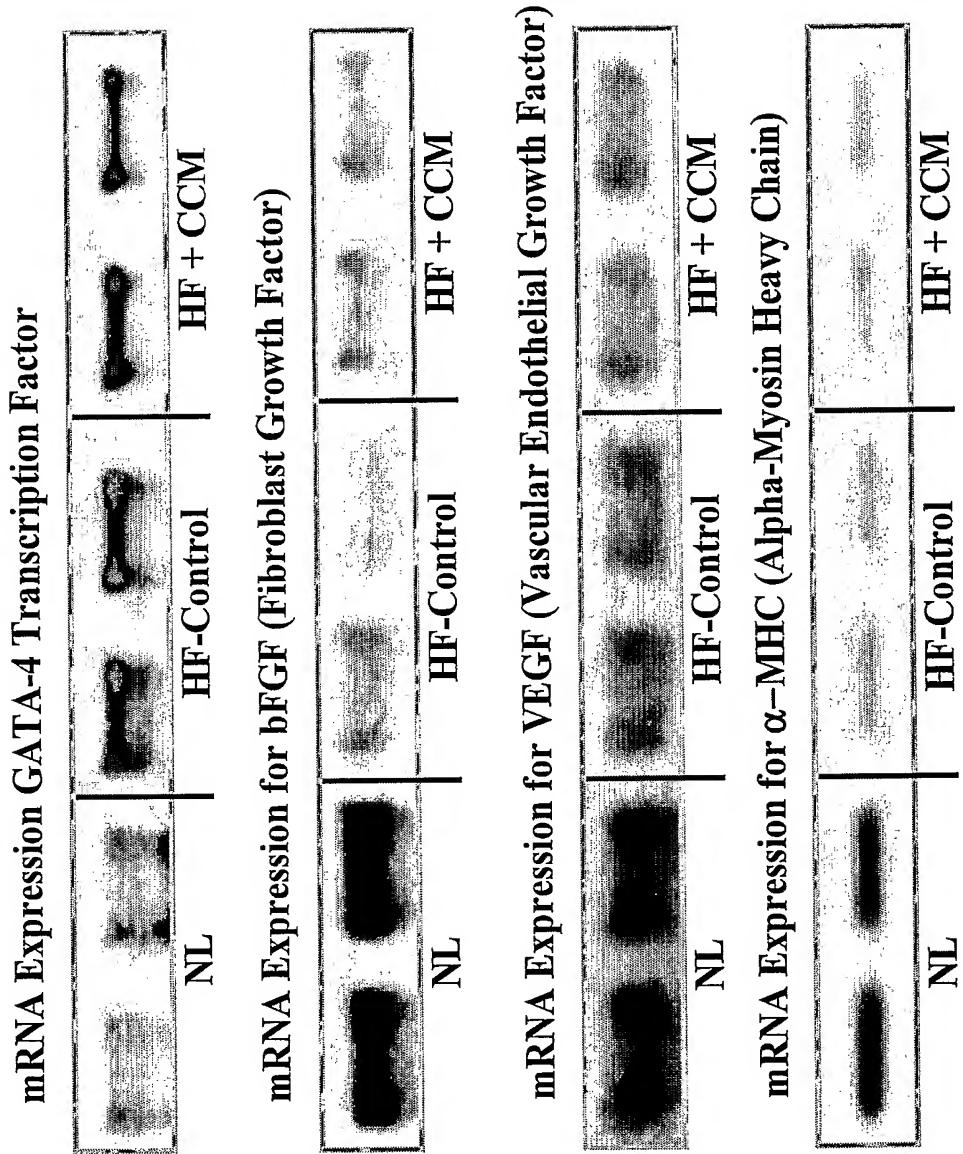 mRNA Expression GATA-4 Transcription Factor
NL
HF-Control
HF + CCM
mRNA Expression for bFGF (Fibroblast Growth Factor)
NL
HF-Control
HF + CCM
mRNA Expression for VEGF (Vascular Endothelial Growth Factor)
NL
HF-Control
HF + CCM
mRNA Expression for α–MHC (Alpha-Myosin Heavy Chain)
NL
HF-Control
HF + CCM